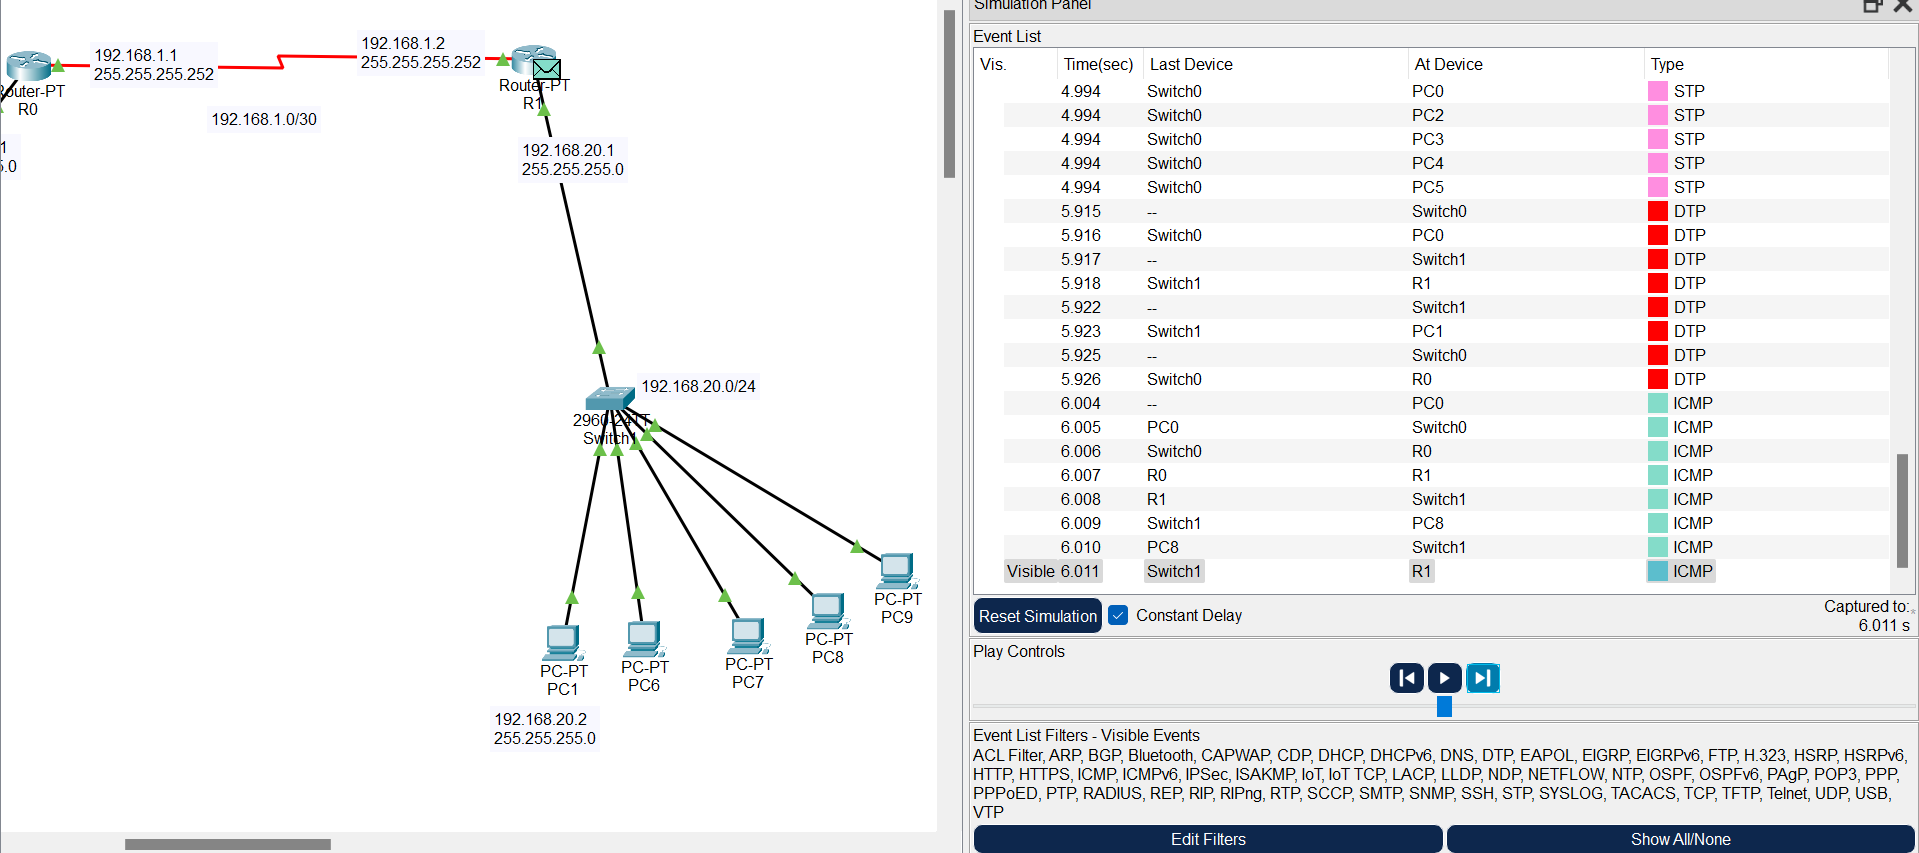 Simulation Panel
192.168.1.1
255.255.255.252
192.168.1.2
255.255.255.252
Router-PT
R0
192.168.1.0/30
Router-PT
R1
1
5.0
192.168.20.1
255.255.255.0
192.168.20.0/24
2960-24TT
Switch1
PC-PT
PC1
PC-PT
PC6
PC-PT
PC7
PC-PT
PC8
PC-PT
PC9
192.168.20.2
255.255.255.0
Event List
Vis. Time(sec) Last Device At Device Type
4.994 Switch0 PC0 STP
4.994 Switch0 PC2 STP
4.994 Switch0 PC3 STP
4.994 Switch0 PC4 STP
4.994 Switch0 PC5 STP
5.915 -- Switch0 DTP
5.916 Switch0 PC0 DTP
5.917 -- Switch1 DTP
5.918 Switch1 R1 DTP
5.922 -- Switch1 DTP
5.923 Switch1 PC1 DTP
5.925 -- Switch0 DTP
5.926 Switch0 R0 DTP
6.004 -- PC0 ICMP
6.005 PC0 Switch0 ICMP
6.006 Switch0 R0 ICMP
6.007 R0 R1 ICMP
6.008 R1 Switch1 ICMP
6.009 Switch1 PC8 ICMP
6.010 PC8 Switch1 ICMP
Visible 6.011 Switch1 R1 ICMP
Reset Simulation Constant Delay
Captured to:
6.011 s
Play Controls
Event List Filters - Visible Events
ACL Filter, ARP, BGP, Bluetooth, CAPWAP, CDP, DHCP, DHCPv6, DNS, DTP, EAPOL, EIGRP, EIGRPv6, FTP, H.323, HSRP, HSRPv6,
HTTP, HTTPS, ICMP, ICMPv6, IPSec, ISAKMP, IoT, IoT TCP, LACP, LLDP, NDP, NETFLOW, NTP, OSPF, OSPFv6, PAgP, POP3, PPP,
PPPoED, PTP, RADIUS, REP, RIP, RIPng, RTP, SCCP, SMTP, SNMP, SSH, STP, SYSLOG, TACACS, TCP, TFTP, Telnet, UDP, USB,
VTP
Edit Filters Show All/None